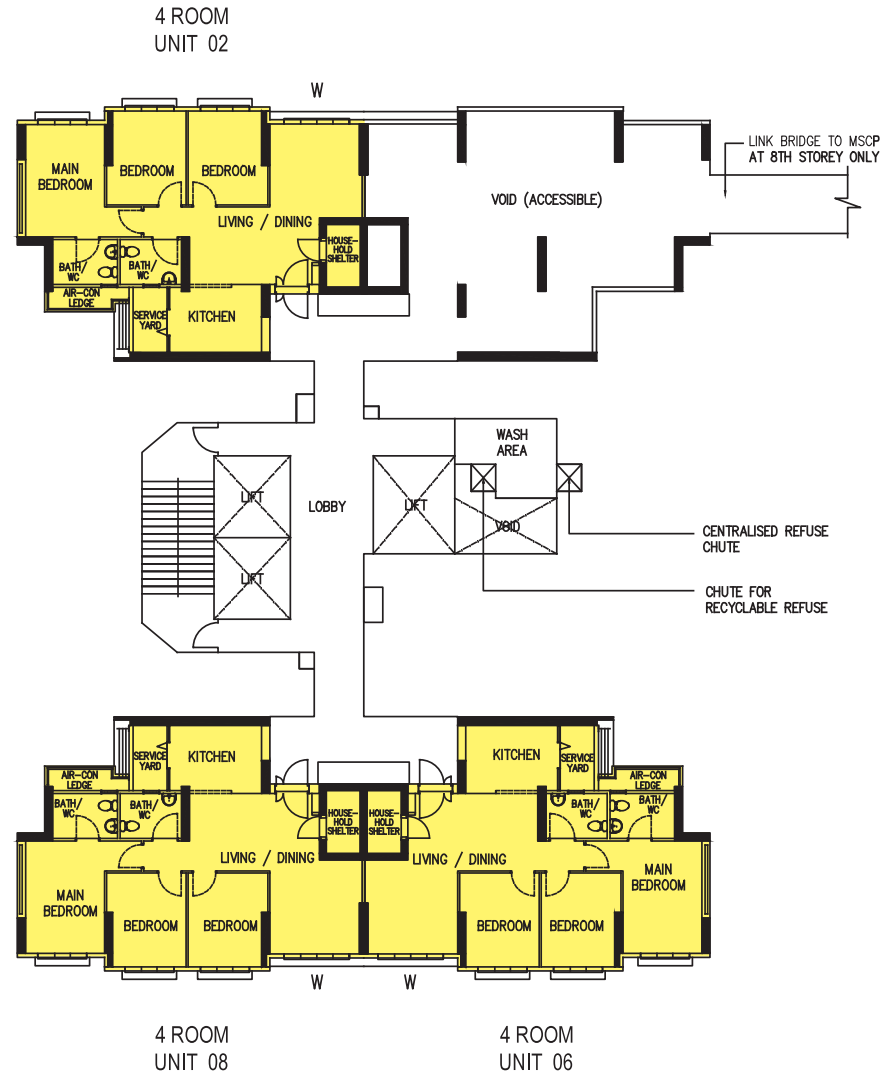 4 ROOM
UNIT 02
W
LINK BRIDGE TO MSCP
AT 8TH STOREY ONLY
MAIN
BEDROOM
BEDROOM
BEDROOM
VOID (ACCESSIBLE)
LIVING / DINING
HOUSE-
HOLD
SHELTER
BATH/
WC
BATH/
WC
AIR-CON
LEDGE
SERVICE
YARD
KITCHEN
WASH
AREA
LIFT
LOBBY
LIFT
VOID
CENTRALISED REFUSE
CHUTE
LIFT
CHUTE FOR
RECYCLABLE REFUSE
SERVICE
YARD
KITCHEN
KITCHEN
SERVICE
YARD
AIR-CON
LEDGE
AIR-CON
LEDGE
BATH/
WC
BATH/
WC
HOUSE-
HOLD
SHELTER
HOUSE-
HOLD
SHELTER
BATH/
WC
BATH/
WC
LIVING / DINING
LIVING / DINING
MAIN
BEDROOM
MAIN
BEDROOM
BEDROOM
BEDROOM
BEDROOM
BEDROOM
W
W
4 ROOM
UNIT 08
4 ROOM
UNIT 06